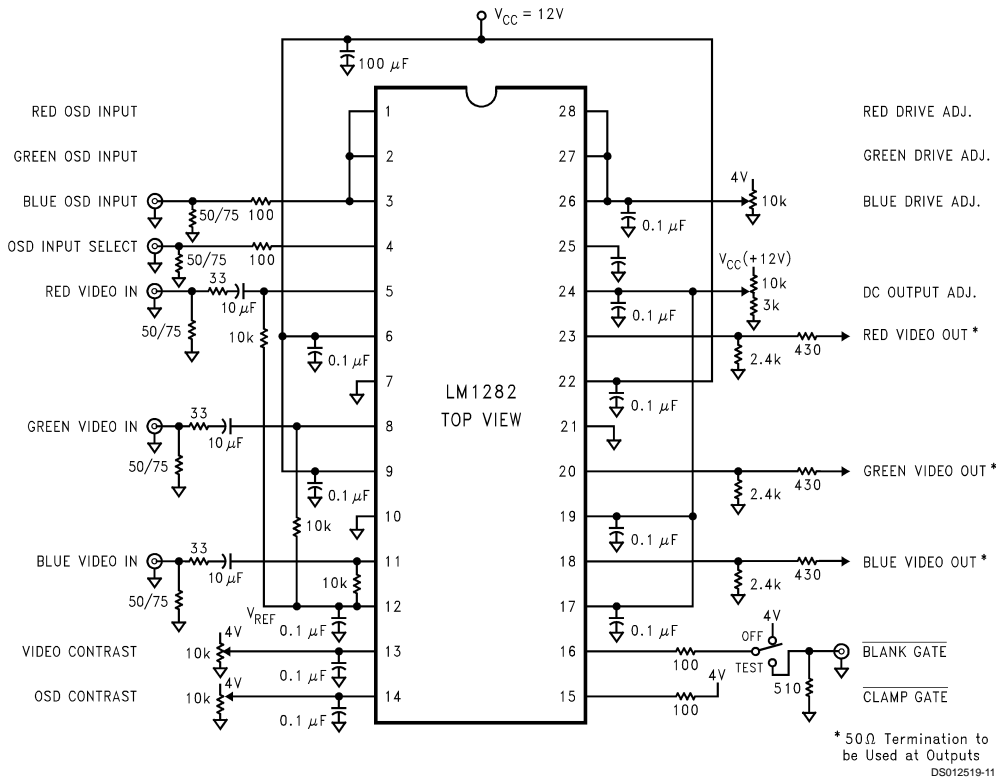 V_CC = 12V
100 μF
RED OSD INPUT
1
28
RED DRIVE ADJ.
GREEN OSD INPUT
2
27
GREEN DRIVE ADJ.
BLUE OSD INPUT
50/75
100
3
26
0.1 μF
4V
10k
BLUE DRIVE ADJ.
OSD INPUT SELECT
50/75
100
4
25
V_CC(+12V)
RED VIDEO IN
50/75
33
10 μF
10k
5
24
0.1 μF
10k
3k
DC OUTPUT ADJ.
6
0.1 μF
23
2.4k
430
RED VIDEO OUT *
7
LM1282
TOP VIEW
22
0.1 μF
GREEN VIDEO IN
50/75
33
10 μF
8
21
9
0.1 μF
20
2.4k
430
GREEN VIDEO OUT *
10
10k
19
0.1 μF
BLUE VIDEO IN
50/75
33
10 μF
10k
11
18
2.4k
430
BLUE VIDEO OUT *
V_REF
0.1 μF
12
17
0.1 μF
VIDEO CONTRAST
4V
10k
0.1 μF
13
16
100
4V
OFF
TEST
510
BLANK GATE
OSD CONTRAST
4V
10k
0.1 μF
14
15
100
4V
CLAMP GATE
* 50Ω Termination to
be Used at Outputs
DS012519-11